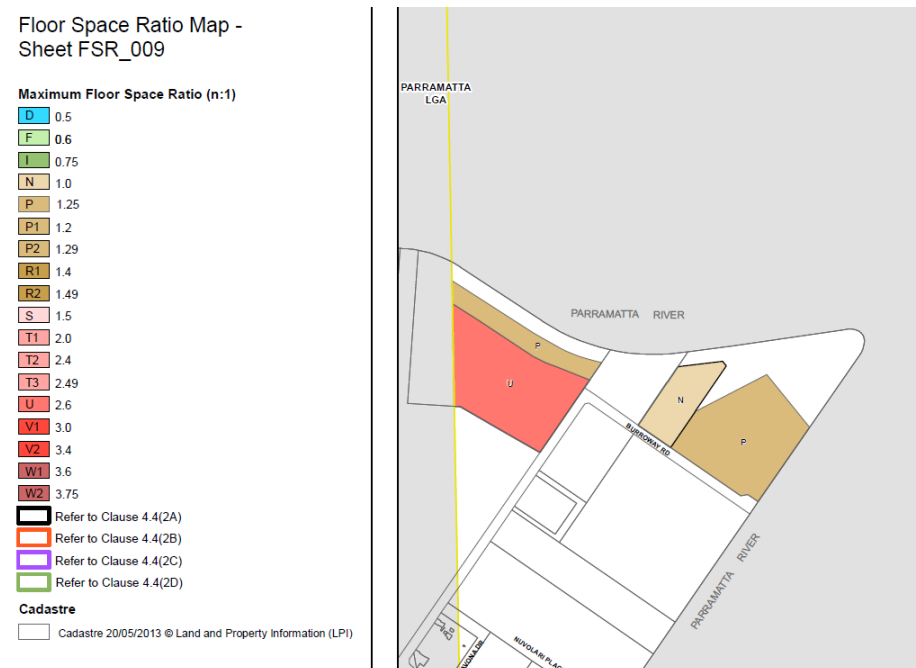 Floor Space Ratio Map -
Sheet FSR_009
Maximum Floor Space Ratio (n:1)
D 0.5
F 0.6
I 0.75
N 1.0
P 1.25
P1 1.2
P2 1.29
R1 1.4
R2 1.49
S 1.5
T1 2.0
T2 2.4
T3 2.49
U 2.6
V1 3.0
V2 3.4
W1 3.6
W2 3.75
Refer to Clause 4.4(2A)
Refer to Clause 4.4(2B)
Refer to Clause 4.4(2C)
Refer to Clause 4.4(2D)
Cadastre
Cadastre 20/05/2013 © Land and Property Information (LPI)
PARRAMATTA
LGA
PARRAMATTA RIVER
P
U
N
P
BURROWAY RD
PARRAMATTA RIVER